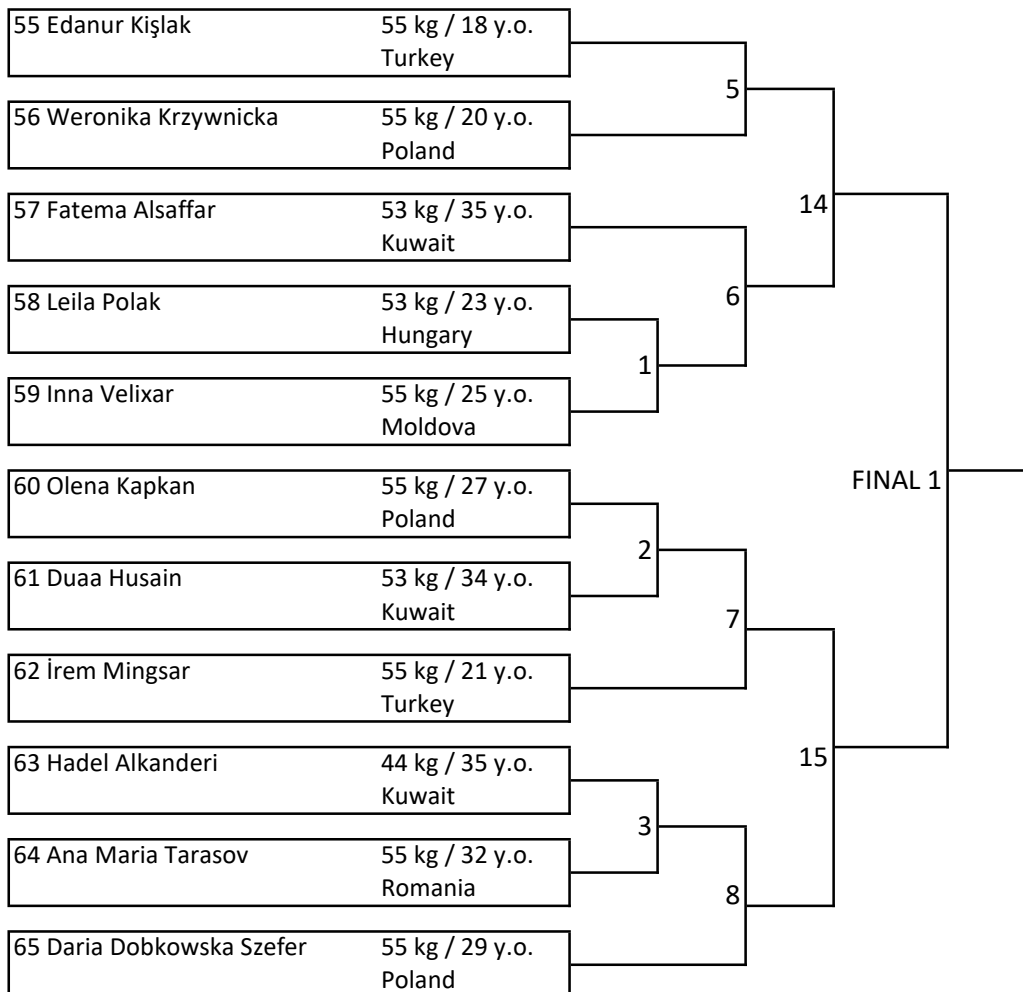 55 Edanur Kişlak 55 kg / 18 y.o.
Turkey
5
56 Weronika Krzywnicka 55 kg / 20 y.o.
Poland
57 Fatema Alsaffar 53 kg / 35 y.o.
Kuwait
14
58 Leila Polak 53 kg / 23 y.o.
Hungary
6
1
59 Inna Velixar 55 kg / 25 y.o.
Moldova
60 Olena Kapkan 55 kg / 27 y.o.
Poland
FINAL 1
2
61 Duaa Husain 53 kg / 34 y.o.
Kuwait
7
62 İrem Mingsar 55 kg / 21 y.o.
Turkey
63 Hadel Alkanderi 44 kg / 35 y.o.
Kuwait
15
3
64 Ana Maria Tarasov 55 kg / 32 y.o.
Romania
8
65 Daria Dobkowska Szefer 55 kg / 29 y.o.
Poland